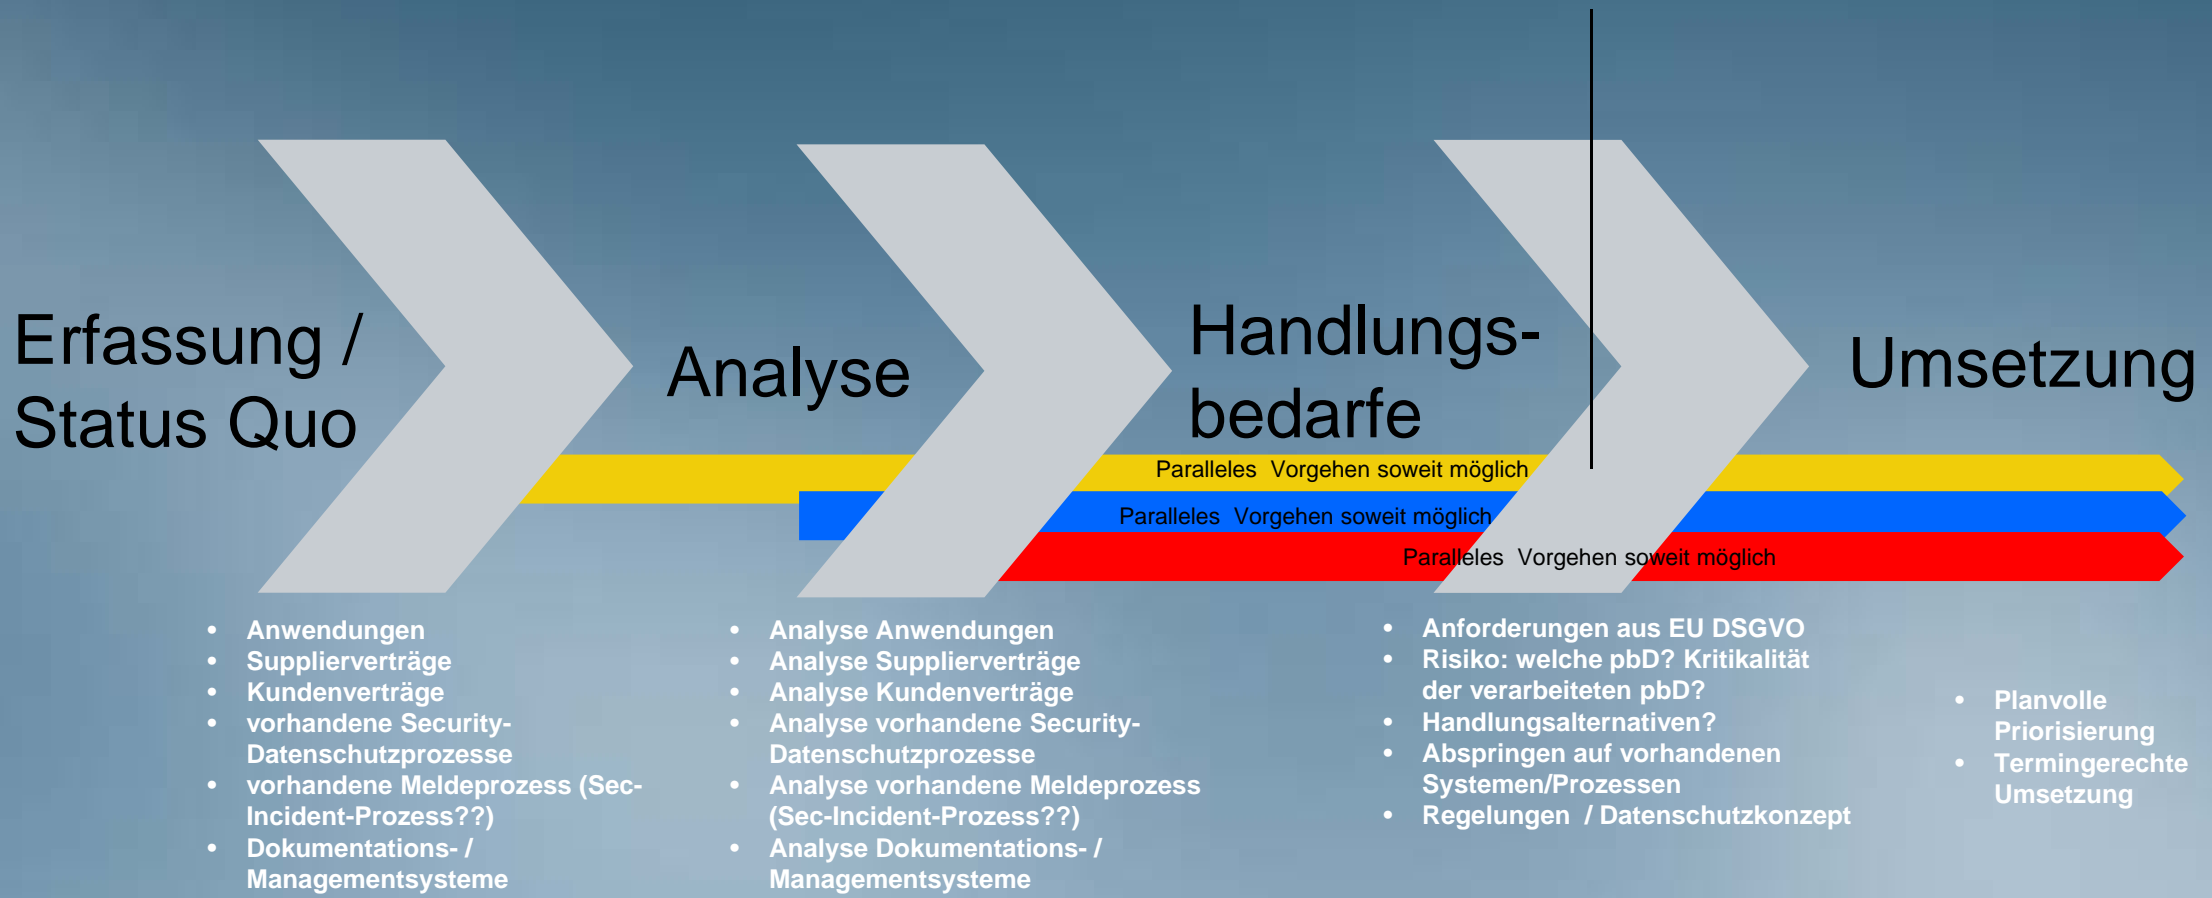 Erfassung /
Status Quo
Analyse
Handlungs-
bedarfe
Umsetzung
Paralleles Vorgehen soweit möglich
Paralleles Vorgehen soweit möglich
Paralleles Vorgehen soweit möglich
• Anwendungen
• Supplierverträge
• Kundenverträge
• vorhandene Security-
Datenschutzprozesse
• vorhandene Meldeprozess (Sec-
Incident-Prozess??)
• Dokumentations- /
Managementsysteme
• Analyse Anwendungen
• Analyse Supplierverträge
• Analyse Kundenverträge
• Analyse vorhandene Security-
Datenschutzprozesse
• Analyse vorhandene Meldeprozess
(Sec-Incident-Prozess??)
• Analyse Dokumentations- /
Managementsysteme
• Anforderungen aus EU DSGVO
• Risiko: welche pbD? Kritikalität
der verarbeiteten pbD?
• Handlungsalternativen?
• Abspringen auf vorhandenen
Systemen/Prozessen
• Regelungen / Datenschutzkonzept
• Planvolle
Priorisierung
• Termingerechte
Umsetzung